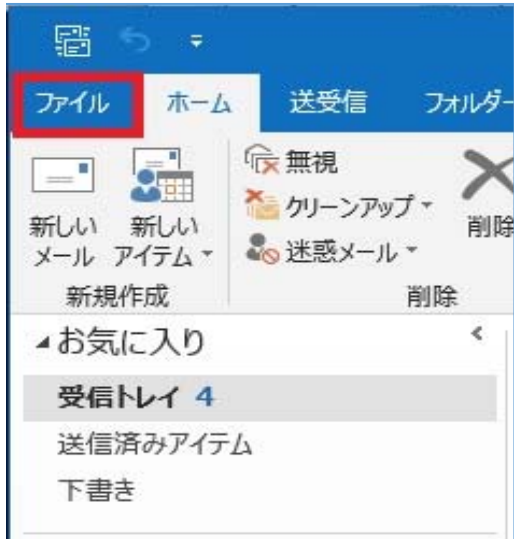 ファイル ホーム 送受信 フォルダー
新しい
メール
新しい
アイテム
無視
クリーンアップ
迷惑メール
削除
新規作成
削除
お気に入り
受信トレイ 4
送信済みアイテム
下書き